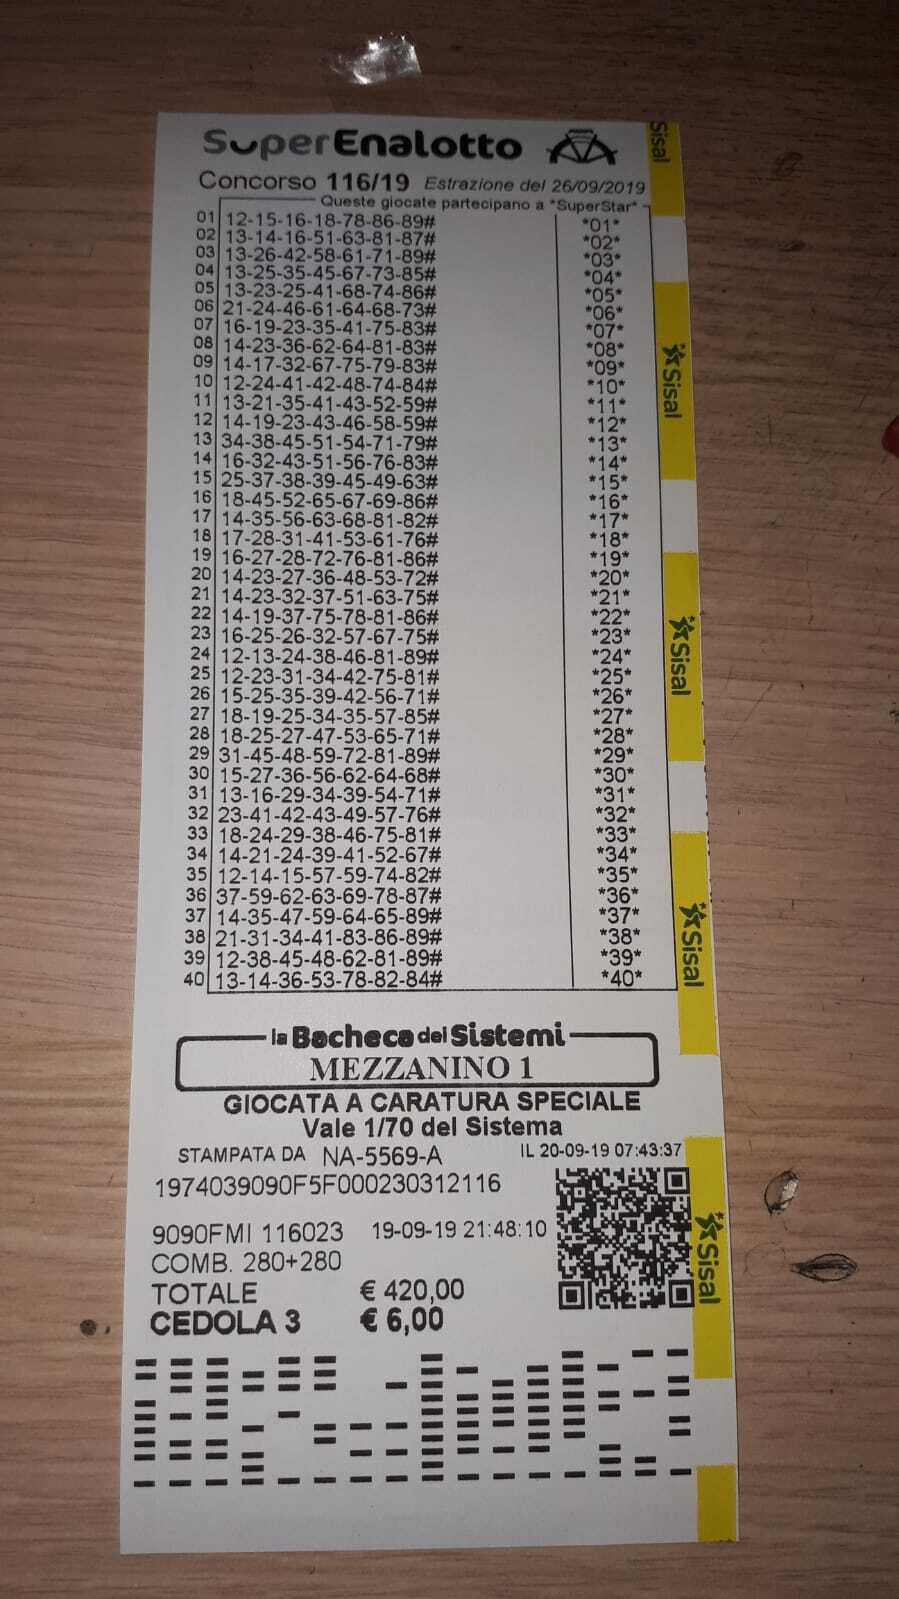 SuperEnalotto
Concorso 116/19 Estrazione del 26/09/2019
Queste giocate partecipano a *SuperStar*
01 12-15-16-18-78-86-89# *01*
02 13-14-16-51-63-81-87# *02*
03 13-26-42-58-61-71-89# *03*
04 13-25-35-45-67-73-85# *04*
05 13-23-25-41-68-74-86# *05*
06 21-24-46-61-64-68-73# *06*
07 16-19-23-35-41-75-83# *07*
08 14-23-36-62-64-81-83# *08*
09 14-17-32-67-75-79-83# *09*
10 12-24-41-42-48-74-84# *10*
11 13-21-35-41-43-52-59# *11*
12 14-19-23-43-46-58-59# *12*
13 34-38-45-51-54-71-79# *13*
14 16-32-43-51-56-76-83# *14*
15 25-37-38-39-45-49-63# *15*
16 18-45-52-65-67-69-86# *16*
17 14-35-56-63-68-81-82# *17*
18 17-28-31-41-53-61-76# *18*
19 16-27-28-72-76-81-86# *19*
20 14-23-27-36-48-53-72# *20*
21 14-23-32-37-51-63-75# *21*
22 14-19-37-75-78-81-86# *22*
23 16-25-26-32-57-67-75# *23*
24 12-13-24-38-46-81-89# *24*
25 12-23-31-34-42-75-81# *25*
26 15-25-35-39-42-56-71# *26*
27 18-19-25-34-35-57-85# *27*
28 18-25-27-47-53-65-71# *28*
29 31-45-48-59-72-81-89# *29*
30 15-27-36-56-62-64-68# *30*
31 13-16-29-34-39-54-71# *31*
32 23-41-42-43-49-57-76# *32*
33 18-24-29-38-46-75-81# *33*
34 14-21-24-39-41-52-67# *34*
35 12-14-15-57-59-74-82# *35*
36 37-59-62-63-69-78-87# *36*
37 14-35-47-59-64-65-89# *37*
38 21-31-34-41-83-86-89# *38*
39 12-38-45-48-62-81-89# *39*
40 13-14-36-53-78-82-84# *40*
la Bacheca dei Sistemi
MEZZANINO 1
GIOCATA A CARATURA SPECIALE
Vale 1/70 del Sistema
STAMPATA DA NA-5569-A IL 20-09-19 07:43:37
1974039090F5F000230312116
9090FMI 116023 19-09-19 21:48:10
COMB. 280+280
TOTALE € 420,00
CEDOLA 3 € 6,00
Sisal
Sisal
Sisal
Sisal
Sisal